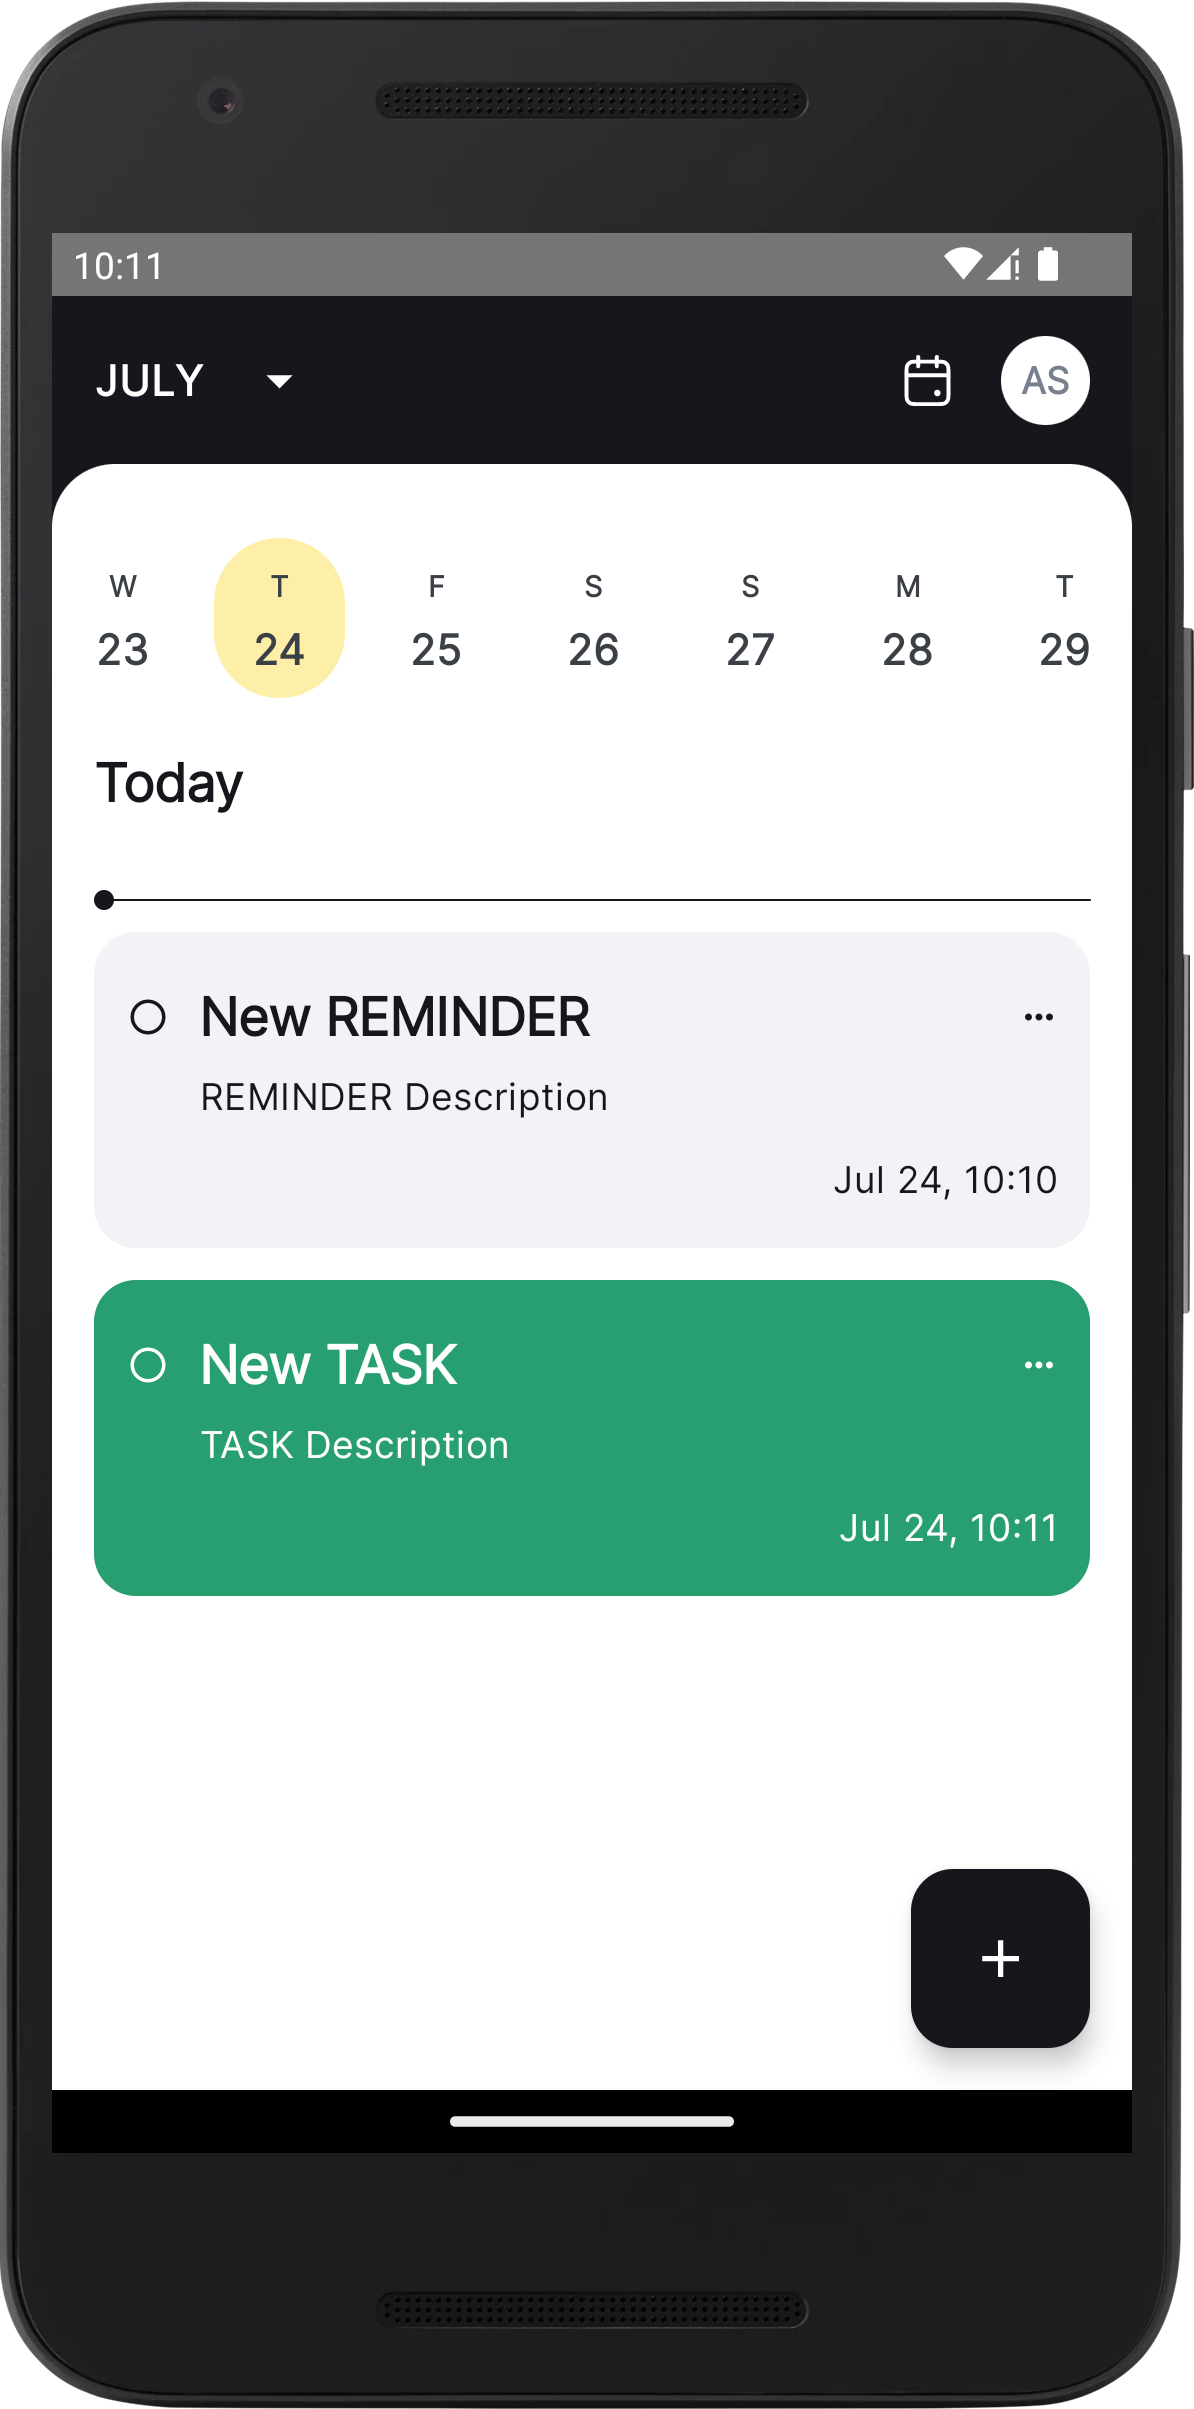 10:11
JULY AS
W T F S S M T
23 24 25 26 27 28 29
Today
New REMINDER
REMINDER Description
Jul 24, 10:10
New TASK
TASK Description
Jul 24, 10:11